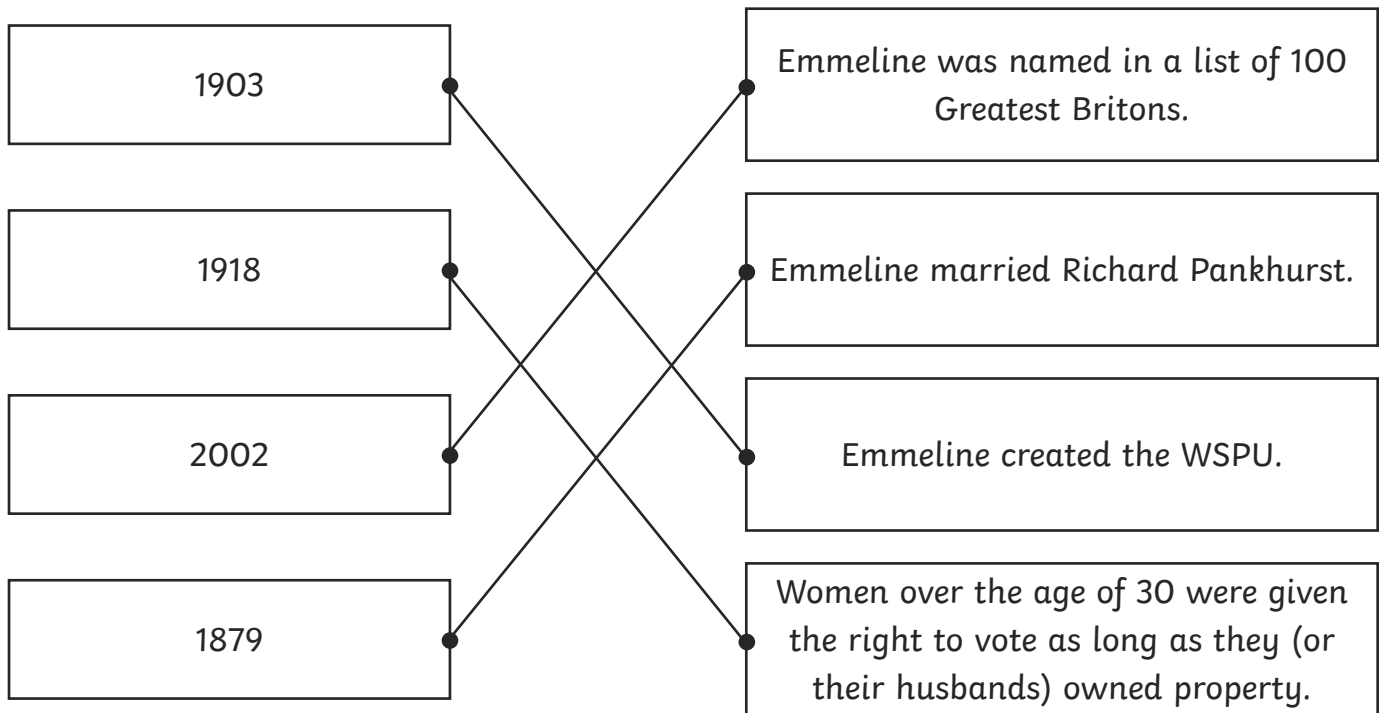 1903
Emmeline was named in a list of 100
Greatest Britons.
1918
Emmeline married Richard Pankhurst.
2002
Emmeline created the WSPU.
1879
Women over the age of 30 were given
the right to vote as long as they (or
their husbands) owned property.